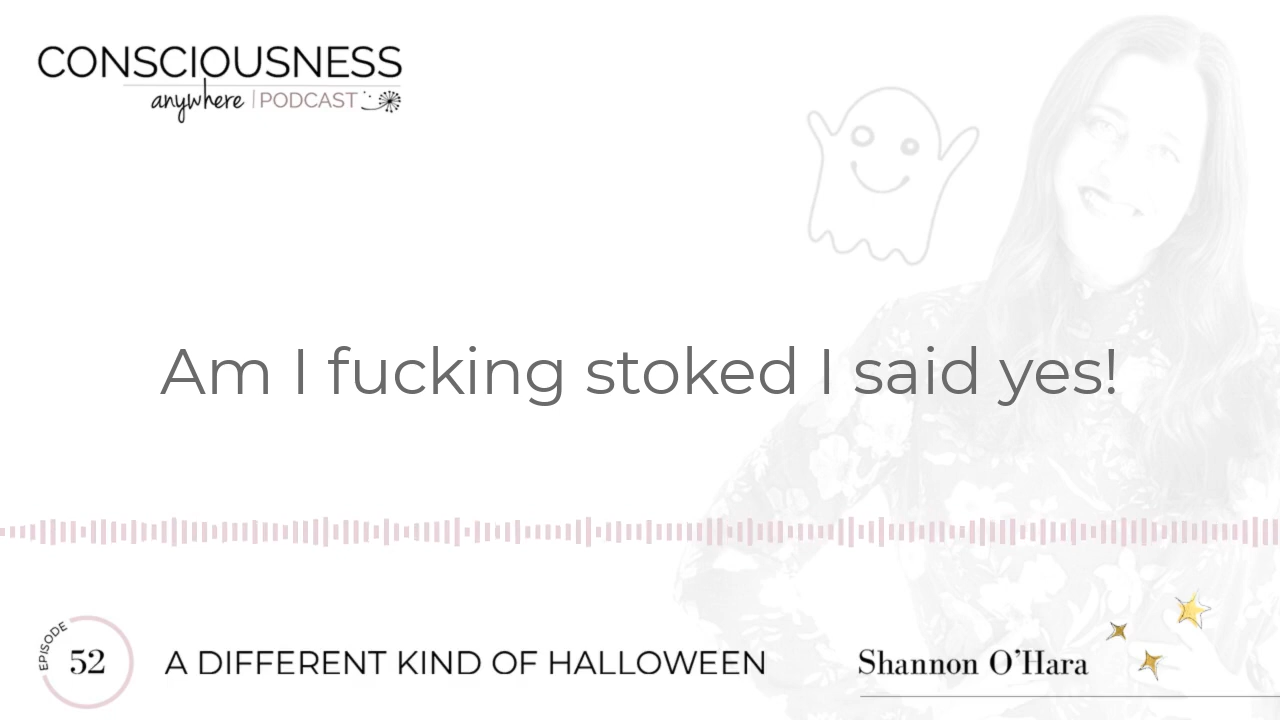 CONSCIOUSNESS
anywhere | PODCAST
Am I fucking stoked I said yes!
EPISODE
52
A DIFFERENT KIND OF HALLOWEEN
Shannon O'Hara